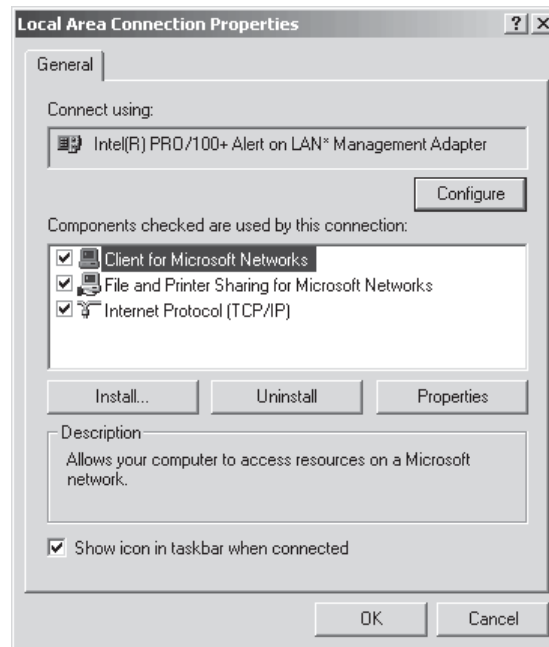 Local Area Connection Properties
General
Connect using:
Intel(R) PRO/100+ Alert on LAN* Management Adapter
Configure
Components checked are used by this connection:
Client for Microsoft Networks
File and Printer Sharing for Microsoft Networks
Internet Protocol (TCP/IP)
Install...
Uninstall
Properties
Description
Allows your computer to access resources on a Microsoft
network.
Show icon in taskbar when connected
OK
Cancel